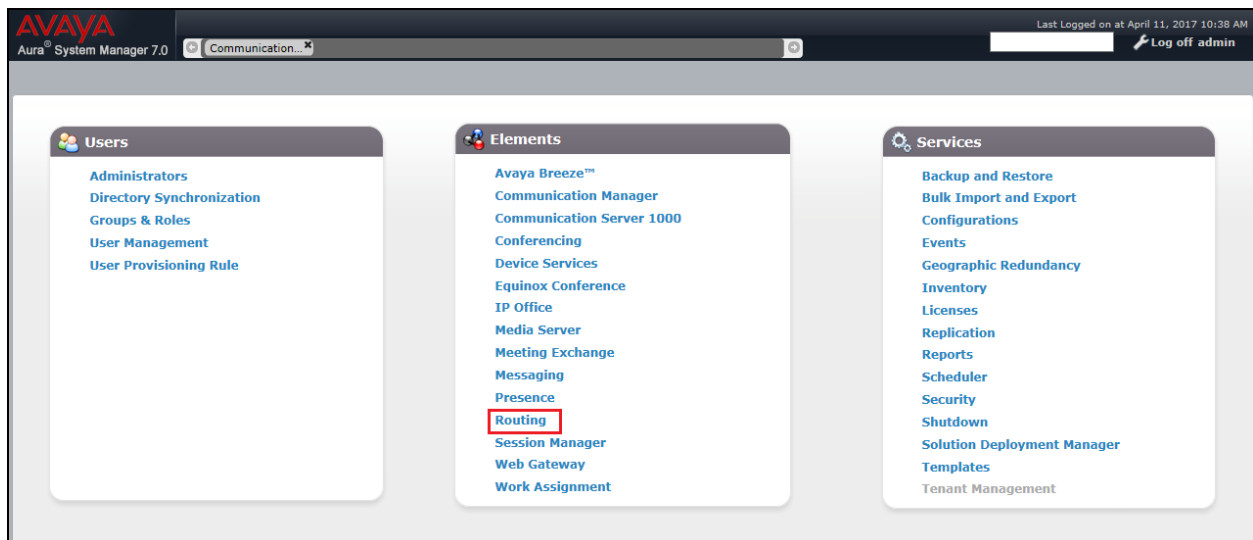 AVAYA
Last Logged on at April 11, 2017 10:38 AM
Aura® System Manager 7.0
Communication...
Log off admin
Users
Administrators
Directory Synchronization
Groups & Roles
User Management
User Provisioning Rule
Elements
Avaya Breeze™
Communication Manager
Communication Server 1000
Conferencing
Device Services
Equinox Conference
IP Office
Media Server
Meeting Exchange
Messaging
Presence
Routing
Session Manager
Web Gateway
Work Assignment
Services
Backup and Restore
Bulk Import and Export
Configurations
Events
Geographic Redundancy
Inventory
Licenses
Replication
Reports
Scheduler
Security
Shutdown
Solution Deployment Manager
Templates
Tenant Management